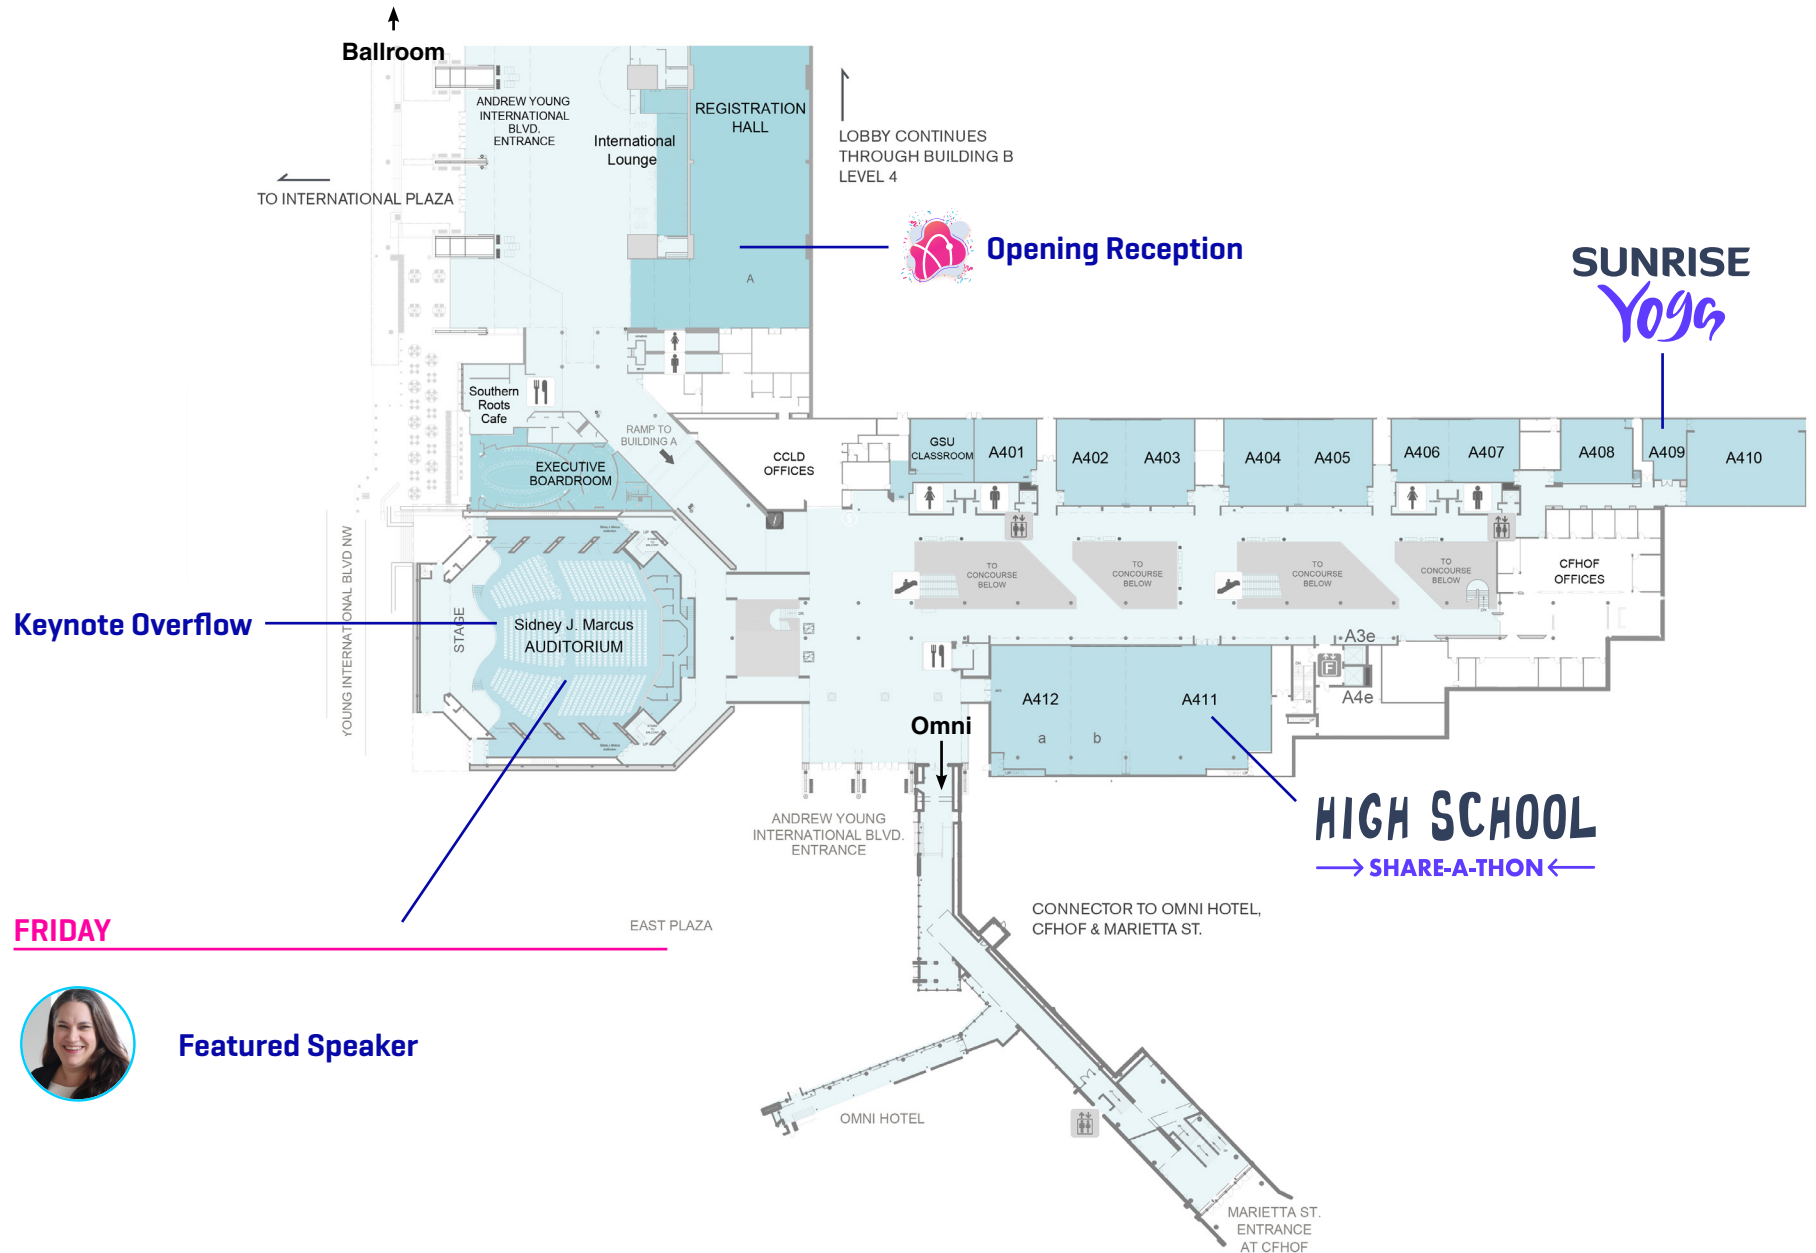 Ballroom
ANDREW YOUNG
INTERNATIONAL
BLVD.
ENTRANCE
International
Lounge
REGISTRATION
HALL
A
LOBBY CONTINUES
THROUGH BUILDING B
LEVEL 4
TO INTERNATIONAL PLAZA
Opening Reception
SUNRISE
Yoga
Southern
Roots
Cafe
RAMP TO
BUILDING A
EXECUTIVE
BOARDROOM
CCLD
OFFICES
GSU
CLASSROOM
A401
A402
A403
A404
A405
A406
A407
A408
A409
A410
TO
CONCOURSE
BELOW
TO
CONCOURSE
BELOW
TO
CONCOURSE
BELOW
TO
CONCOURSE
BELOW
CFHOF
OFFICES
YOUNG INTERNATIONAL BLVD NW
Keynote Overflow
STAGE
Sidney J. Marcus
AUDITORIUM
A3e
A4e
A412
A411
a
b
Omni
ANDREW YOUNG
INTERNATIONAL BLVD.
ENTRANCE
HIGH SCHOOL
SHARE-A-THON
FRIDAY
EAST PLAZA
CONNECTOR TO OMNI HOTEL,
CFHOF & MARIETTA ST.
Featured Speaker
OMNI HOTEL
MARIETTA ST.
ENTRANCE
AT CFHOF